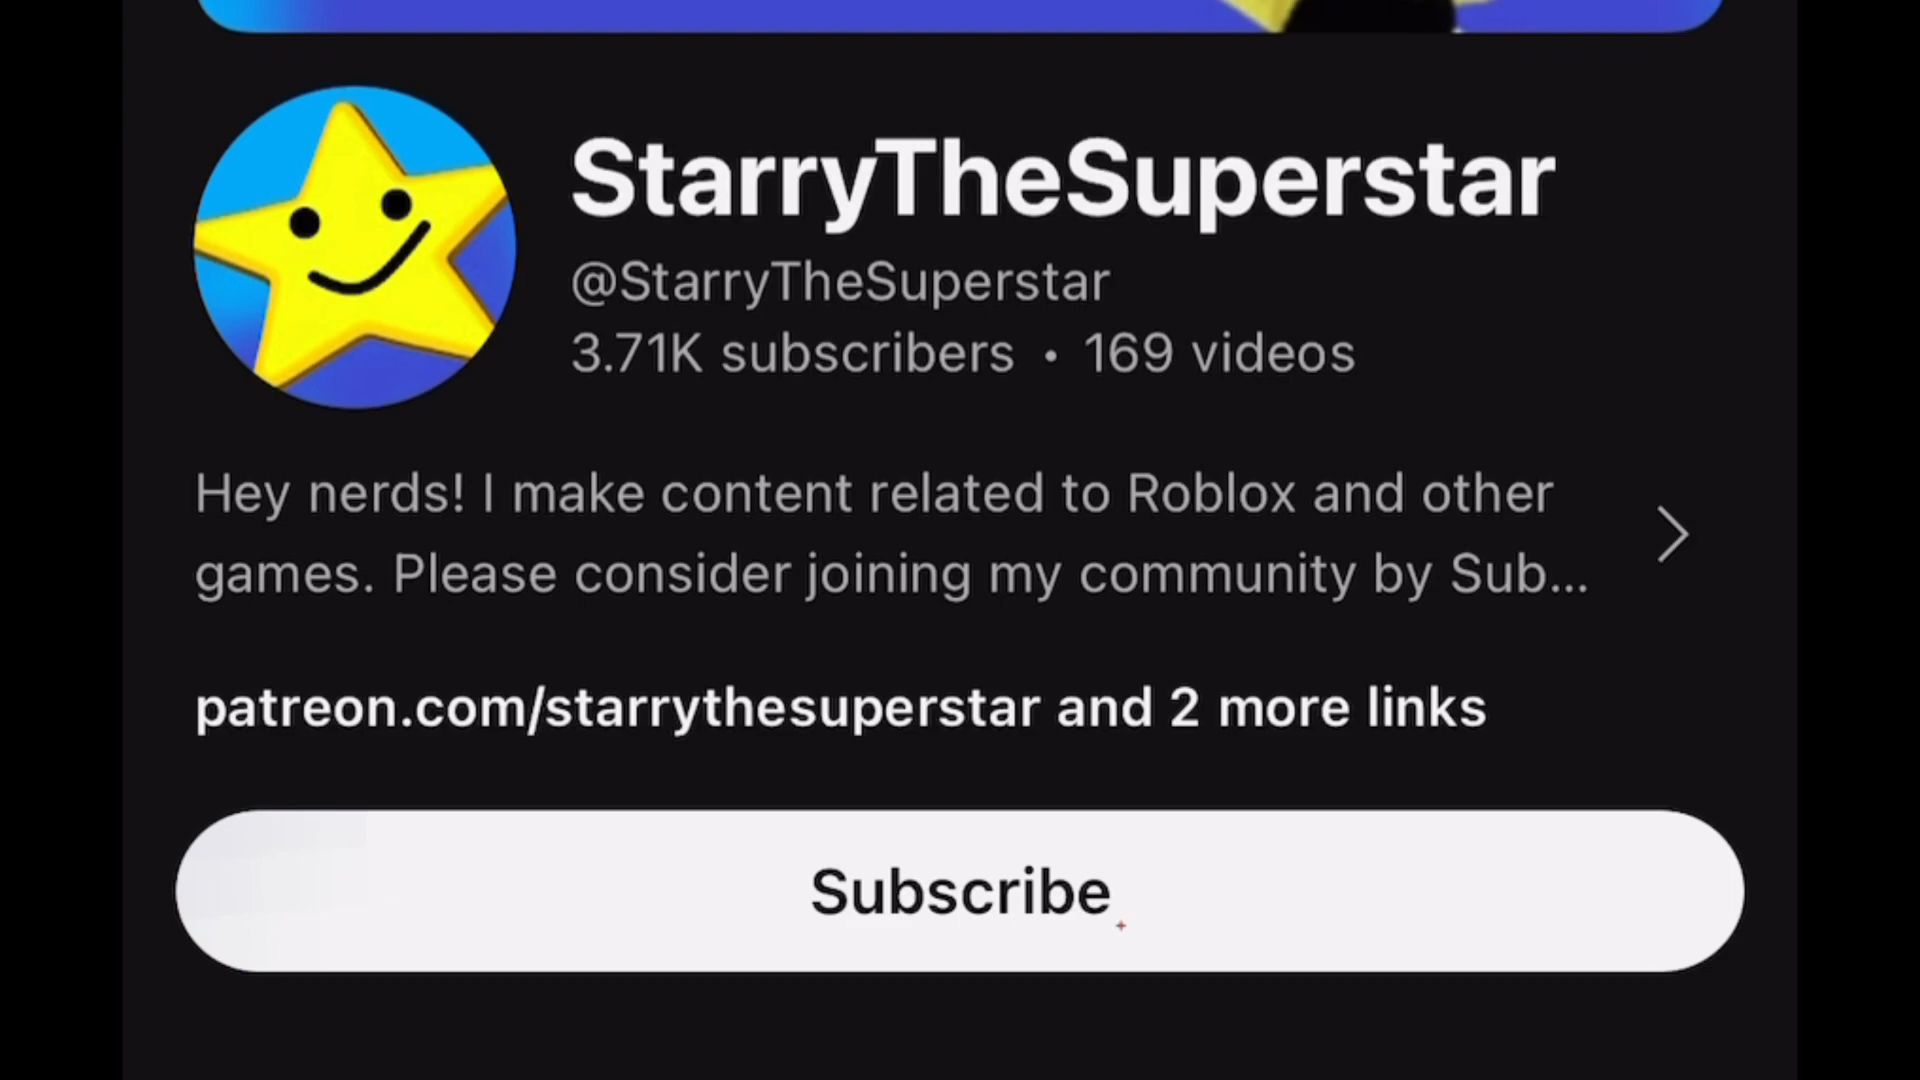 StarryTheSuperstar
@StarryTheSuperstar
3.71K subscribers • 169 videos
Hey nerds! I make content related to Roblox and other
games. Please consider joining my community by Sub...
patreon.com/starrythesuperstar and 2 more links
Subscribe